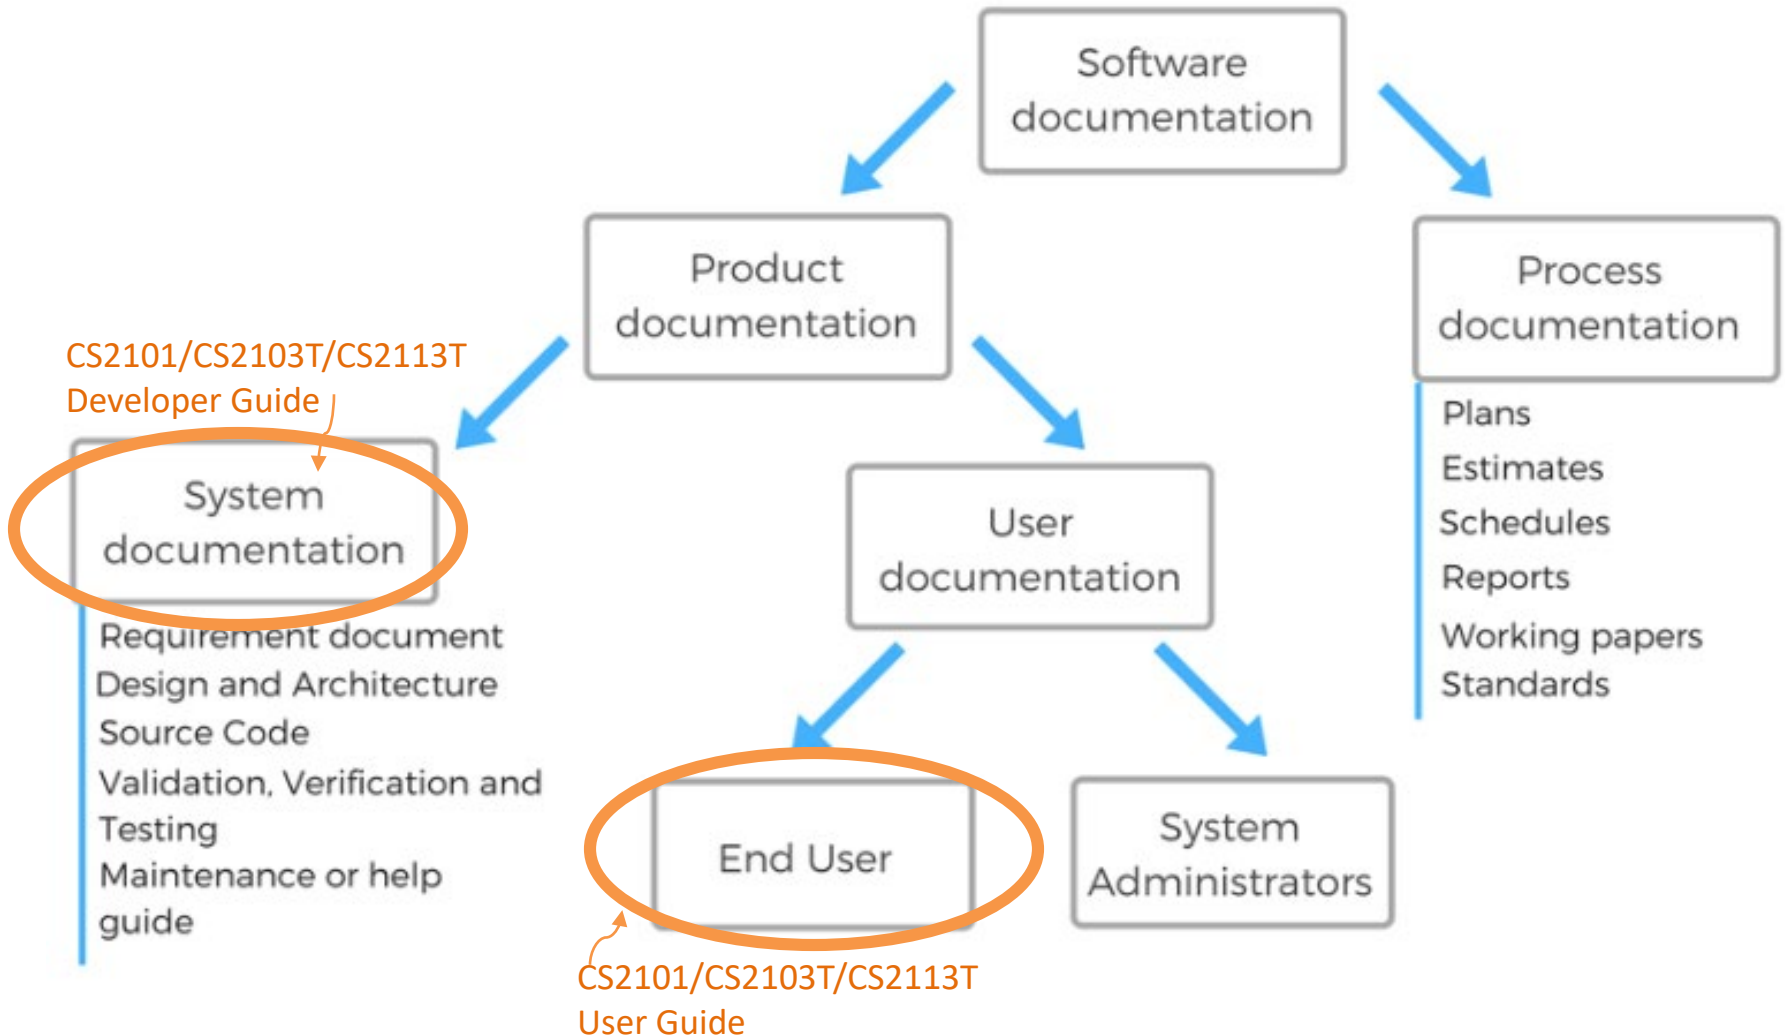 Software
documentation
Product
documentation
Process
documentation
CS2101/CS2103T/CS2113T
Developer Guide
System
documentation
Requirement document
Design and Architecture
Source Code
Validation, Verification and
Testing
Maintenance or help
guide
User
documentation
Plans
Estimates
Schedules
Reports
Working papers
Standards
End User
System
Administrators
CS2101/CS2103T/CS2113T
User Guide